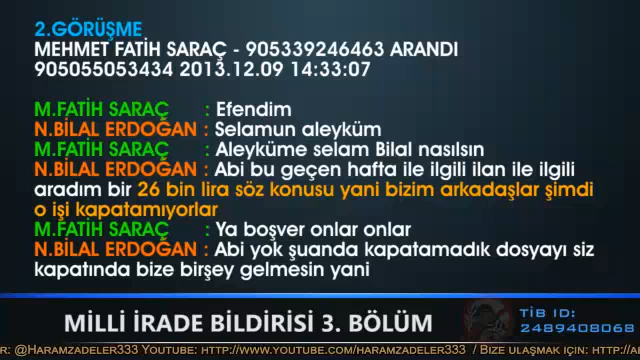 2.GÖRÜŞME
MEHMET FATİH SARAÇ - 905339246463 ARANDI
905055053434 2013.12.09 14:33:07
M.FATİH SARAÇ : Efendim
N.BİLAL ERDOĞAN : Selamun aleyküm
M.FATİH SARAÇ : Aleyküme selam Bilal nasılsın
N.BİLAL ERDOĞAN : Abi bu geçen hafta ile ilgili ilan ile ilgili
aradım bir 26 bin lira söz konusu yani bizim arkadaşlar şimdi
o işi kapatamıyorlar
M.FATİH SARAÇ : Ya boşver onlar onlar
N.BİLAL ERDOĞAN : Abi yok şuanda kapatamadık dosyayı siz
kapatında bize birşey gelmesin yani
MİLLİ İRADE BİLDİRİSİ 3. BÖLÜM
TİB ID:
2489408068
r: @Haramzadeler333 Youtube: http://www.youtube.com/haramzadeler333 / Bize ulaşmak için: http://ala